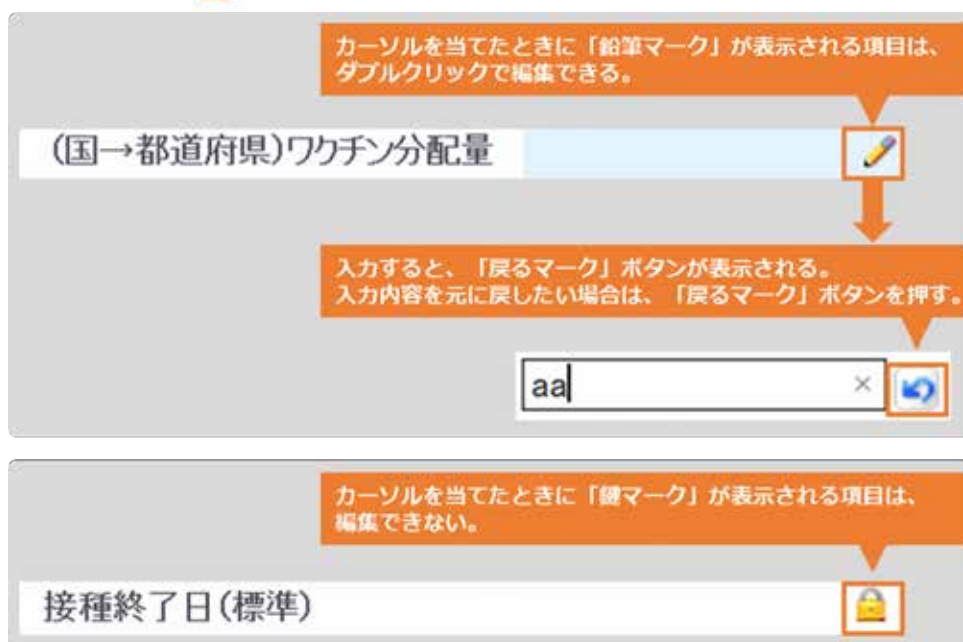 カーソルを当てたときに「鉛筆マーク」が表示される項目は、
ダブルクリックで編集できる。
(国→都道府県)ワクチン分配量
入力すると、「戻るマーク」ボタンが表示される。
入力内容を元に戻したい場合は、「戻るマーク」ボタンを押す。
aa
カーソルを当てたときに「鍵マーク」が表示される項目は、
編集できない。
接種終了日(標準)